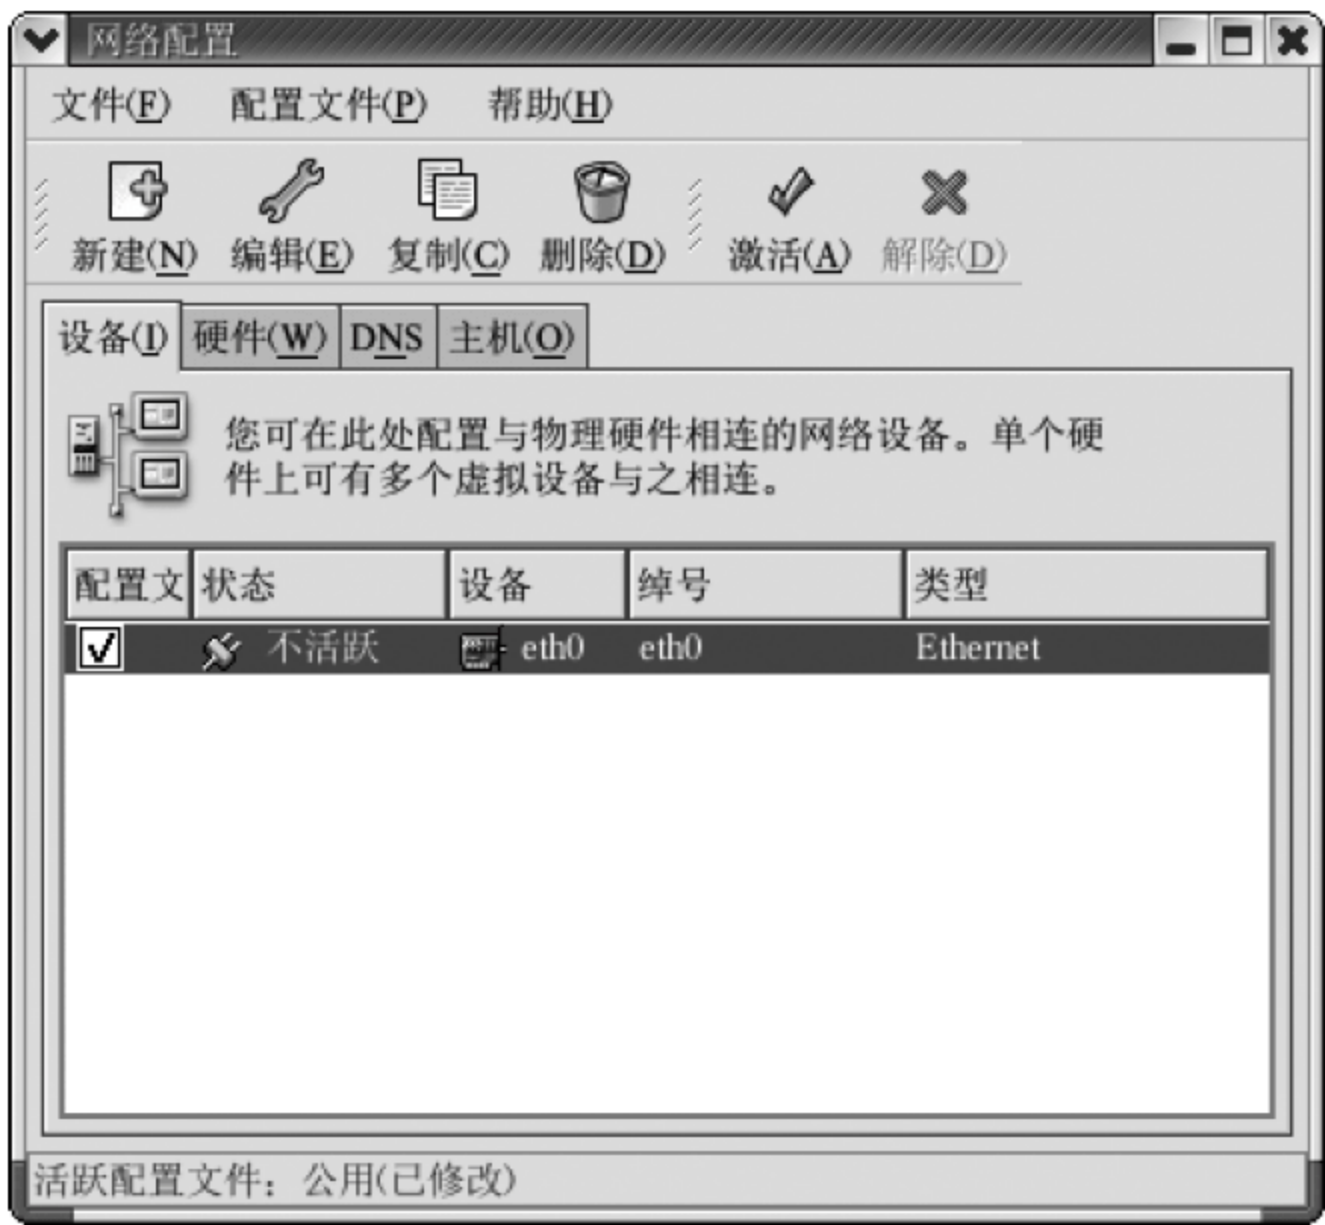 网络配置
文件(F) 配置文件(P) 帮助(H)
新建(N) 编辑(E) 复制(C) 删除(D) 激活(A) 解除(D)
设备(I) 硬件(W) DNS 主机(O)
您可在此处配置与物理硬件相连的网络设备。单个硬
件上可有多个虚拟设备与之相连。
配置文 状态 设备 绰号 类型
不活跃 eth0 eth0 Ethernet
活跃配置文件：公用(已修改)